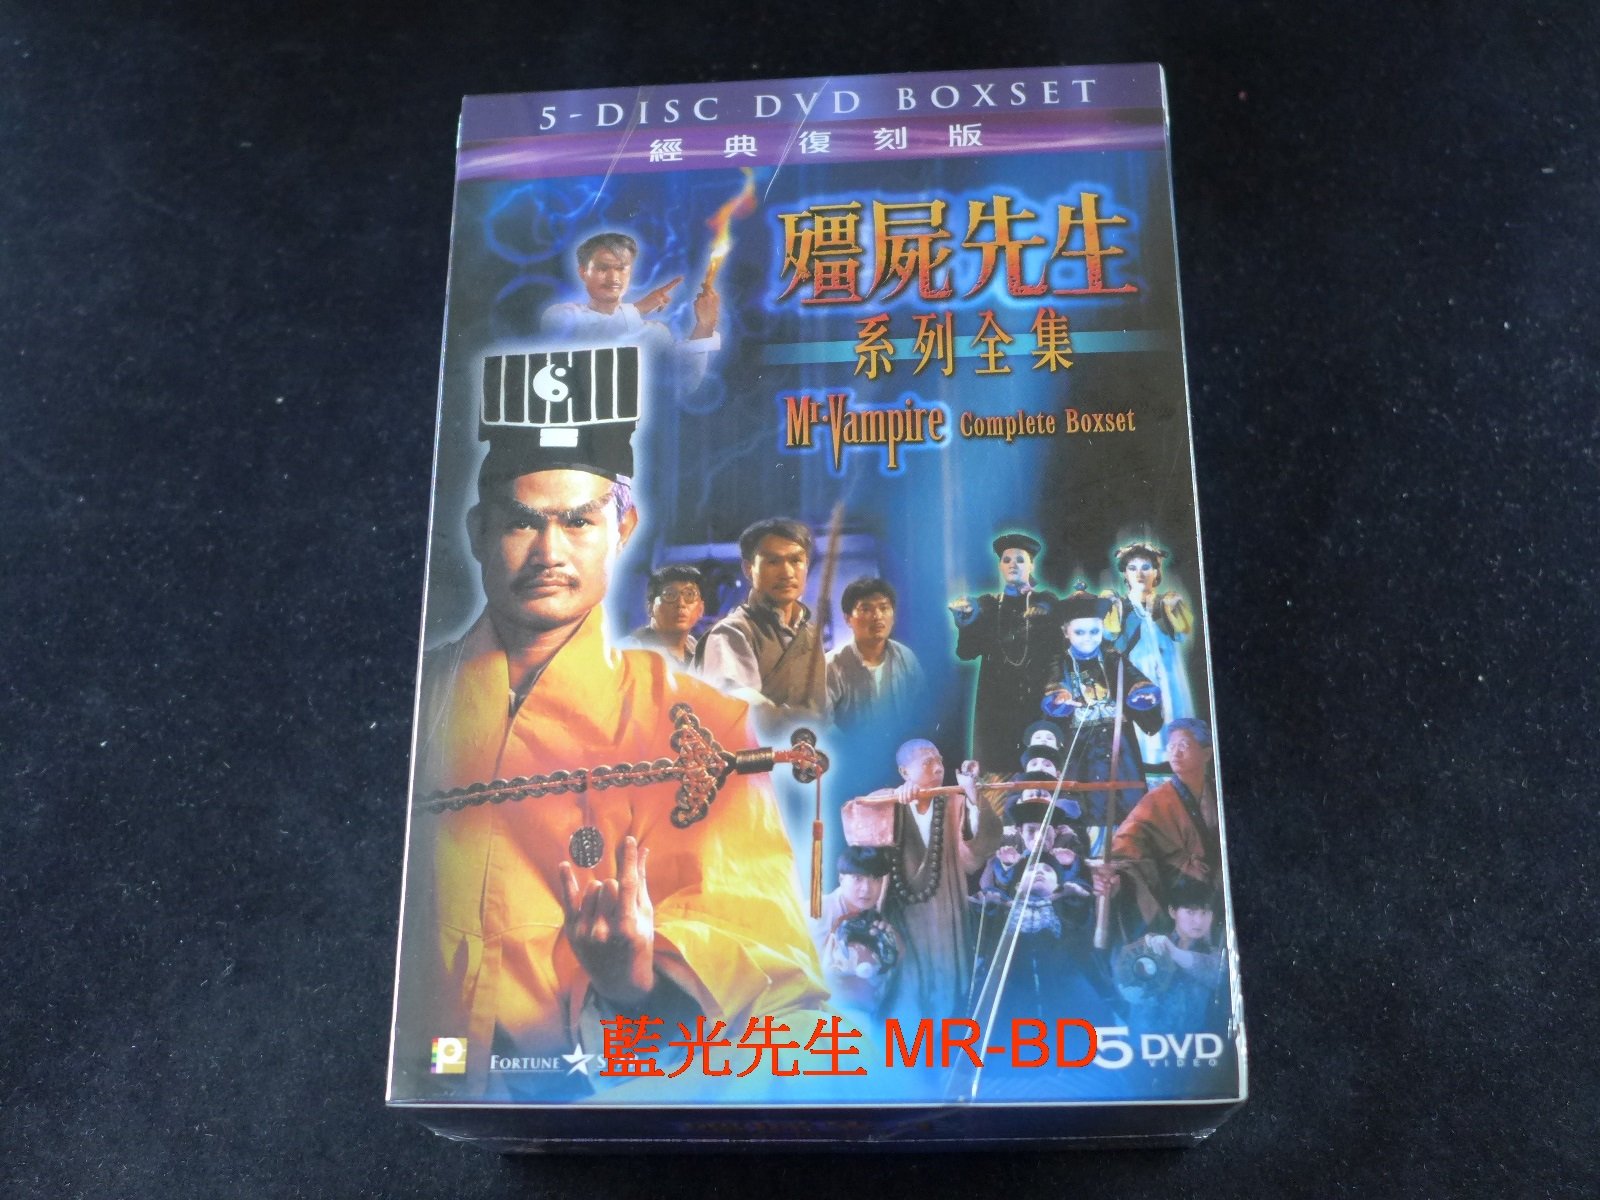 5-DISC DVD BOXSET
經典復刻版
殭屍先生
系列全集
Mr. Vampire Complete Boxset
FORTUNE
藍光先生 MR-BD
5 DVD
VIDEO